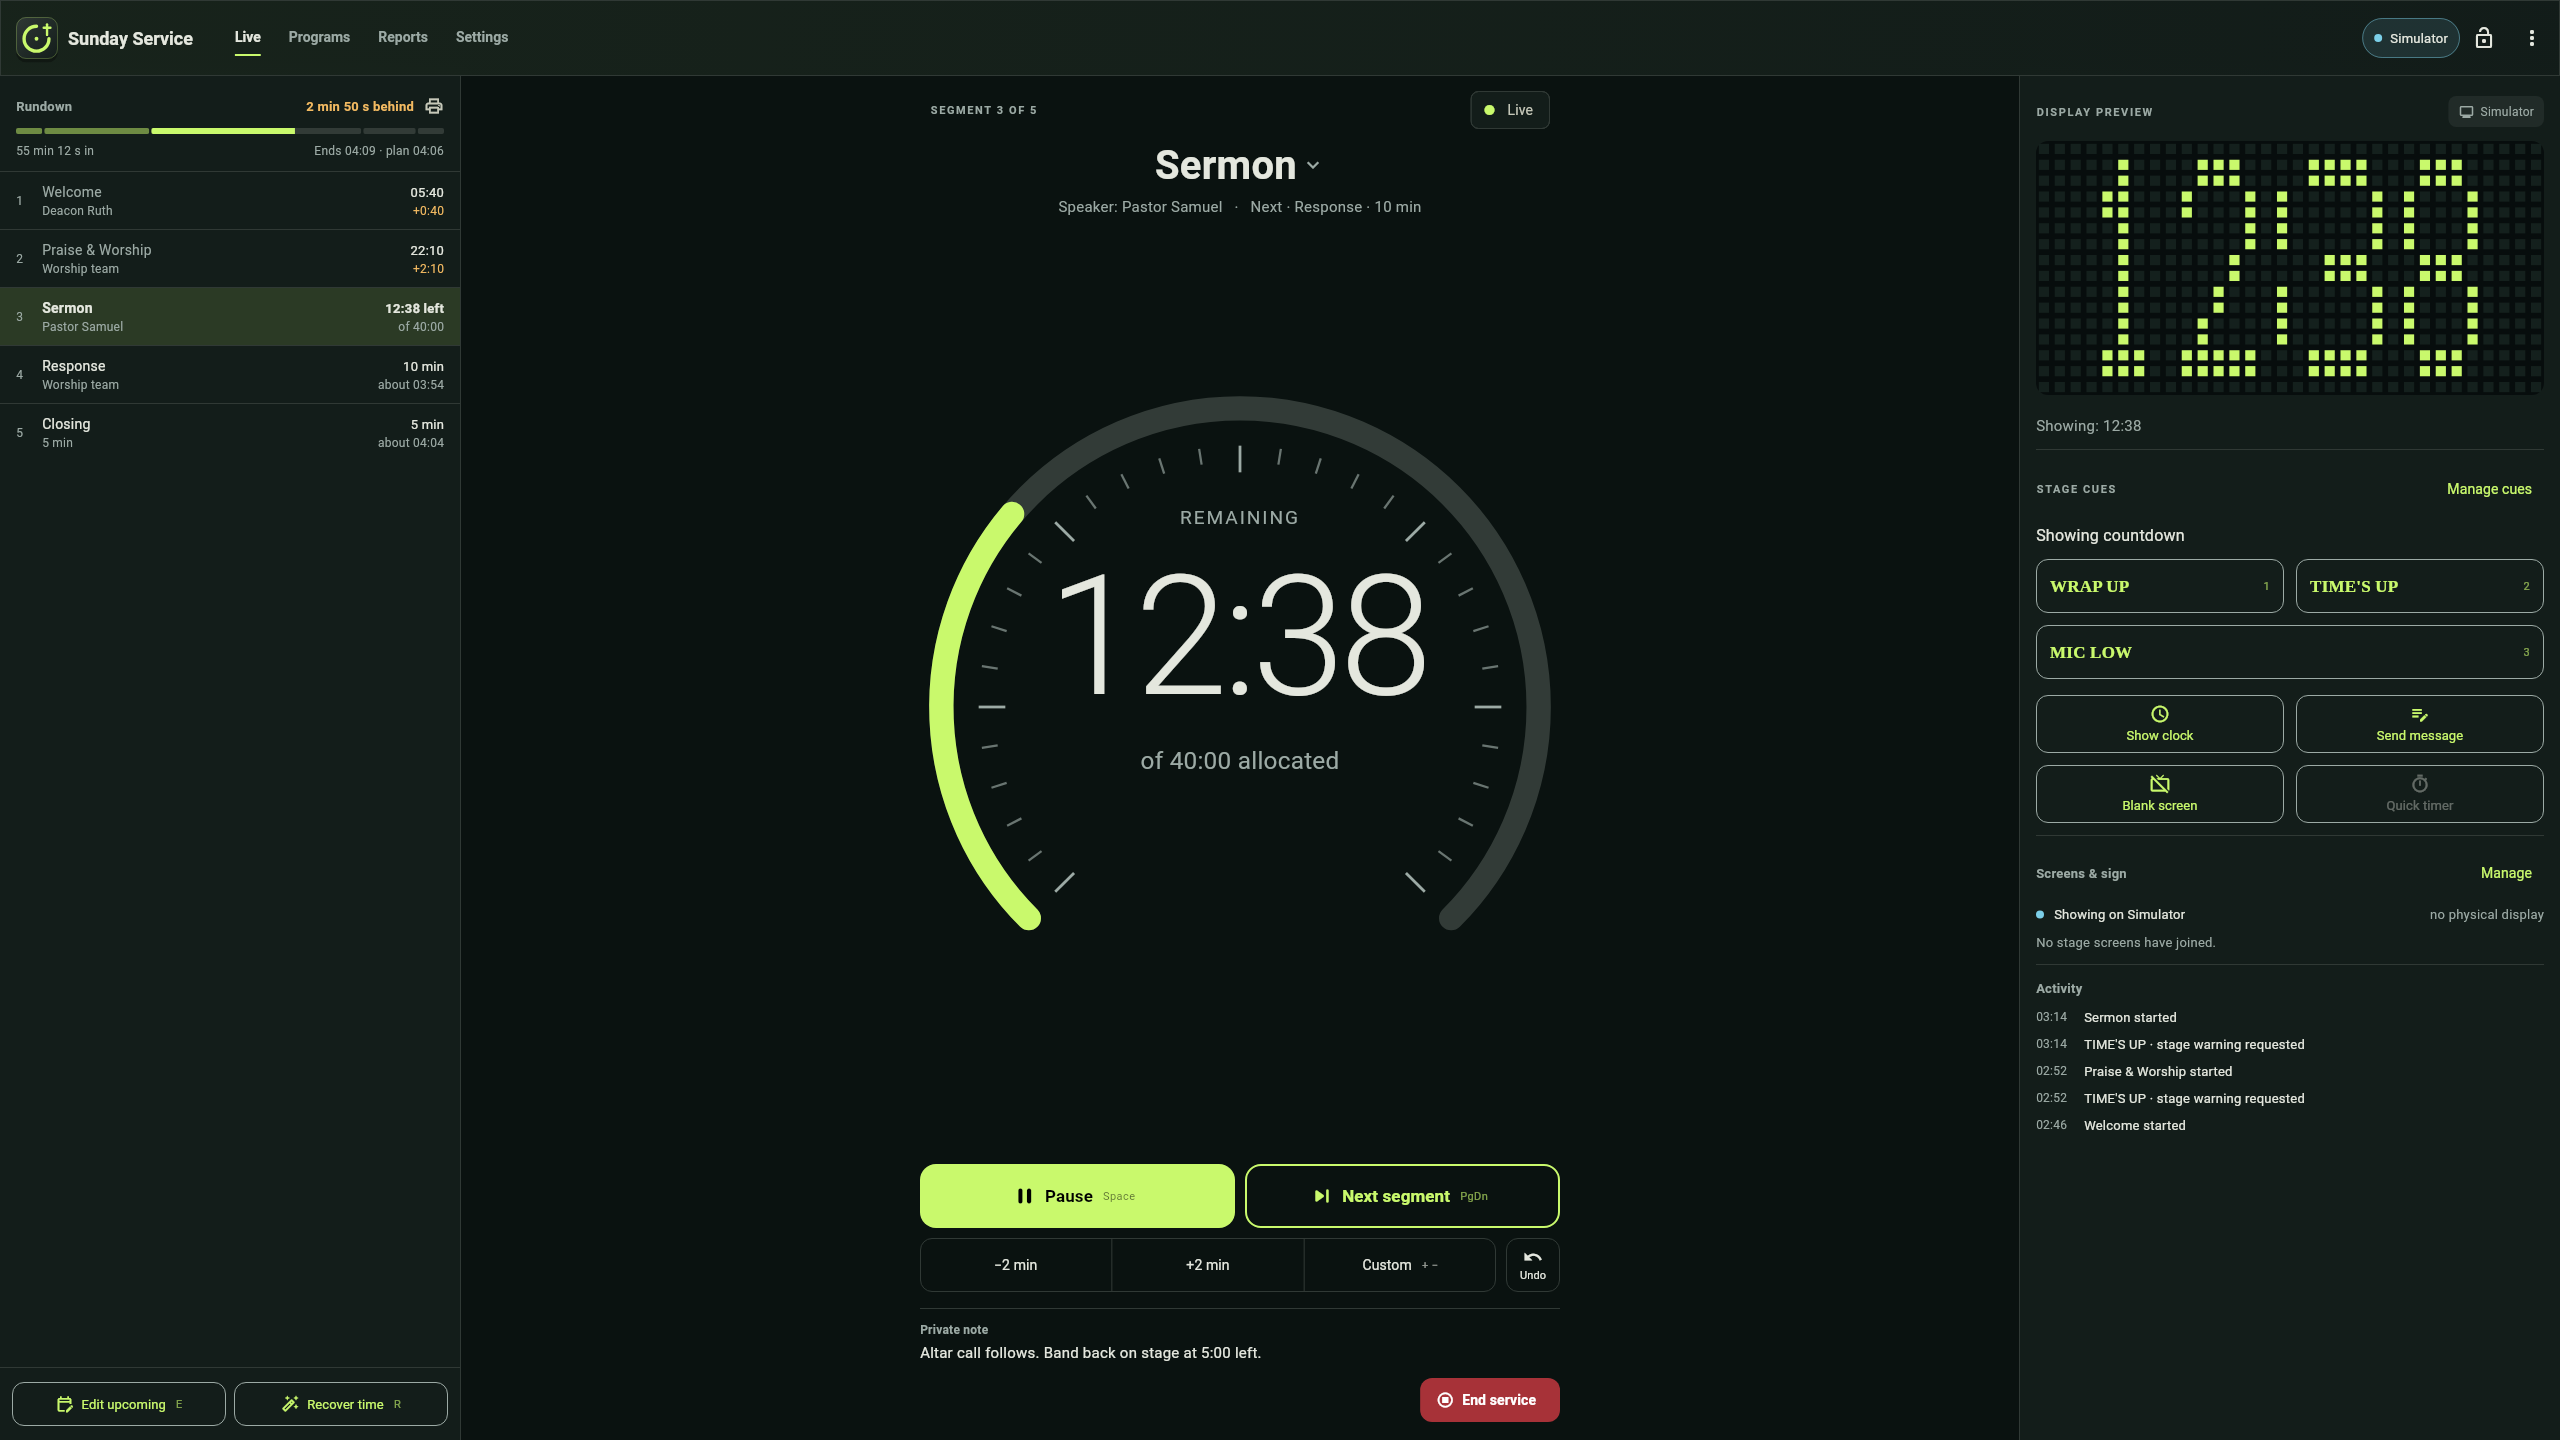 Sunday Service
Live
Programs
Reports
Settings
Simulator
Rundown
2 min 50 s behind
55 min 12 s in
Ends 04:09 · plan 04:06
1
Welcome
05:40
Deacon Ruth
+0:40
2
Praise & Worship
22:10
Worship team
+2:10
3
Sermon
12:38 left
Pastor Samuel
of 40:00
4
Response
10 min
Worship team
about 03:54
5
Closing
5 min
5 min
about 04:04
Edit upcoming E
Recover time R
SEGMENT 3 OF 5
Live
Sermon
Speaker: Pastor Samuel · Next · Response · 10 min
REMAINING
12:38
of 40:00 allocated
Pause Space
Next segment PgDn
−2 min
+2 min
Custom + −
Undo
Private note
Altar call follows. Band back on stage at 5:00 left.
End service
DISPLAY PREVIEW
Simulator
12:38
Showing: 12:38
STAGE CUES
Manage cues
Showing countdown
WRAP UP 1
TIME'S UP 2
MIC LOW 3
Show clock
Send message
Blank screen
Quick timer
Screens & sign
Manage
Showing on Simulator
no physical display
No stage screens have joined.
Activity
03:14 Sermon started
03:14 TIME'S UP · stage warning requested
02:52 Praise & Worship started
02:52 TIME'S UP · stage warning requested
02:46 Welcome started